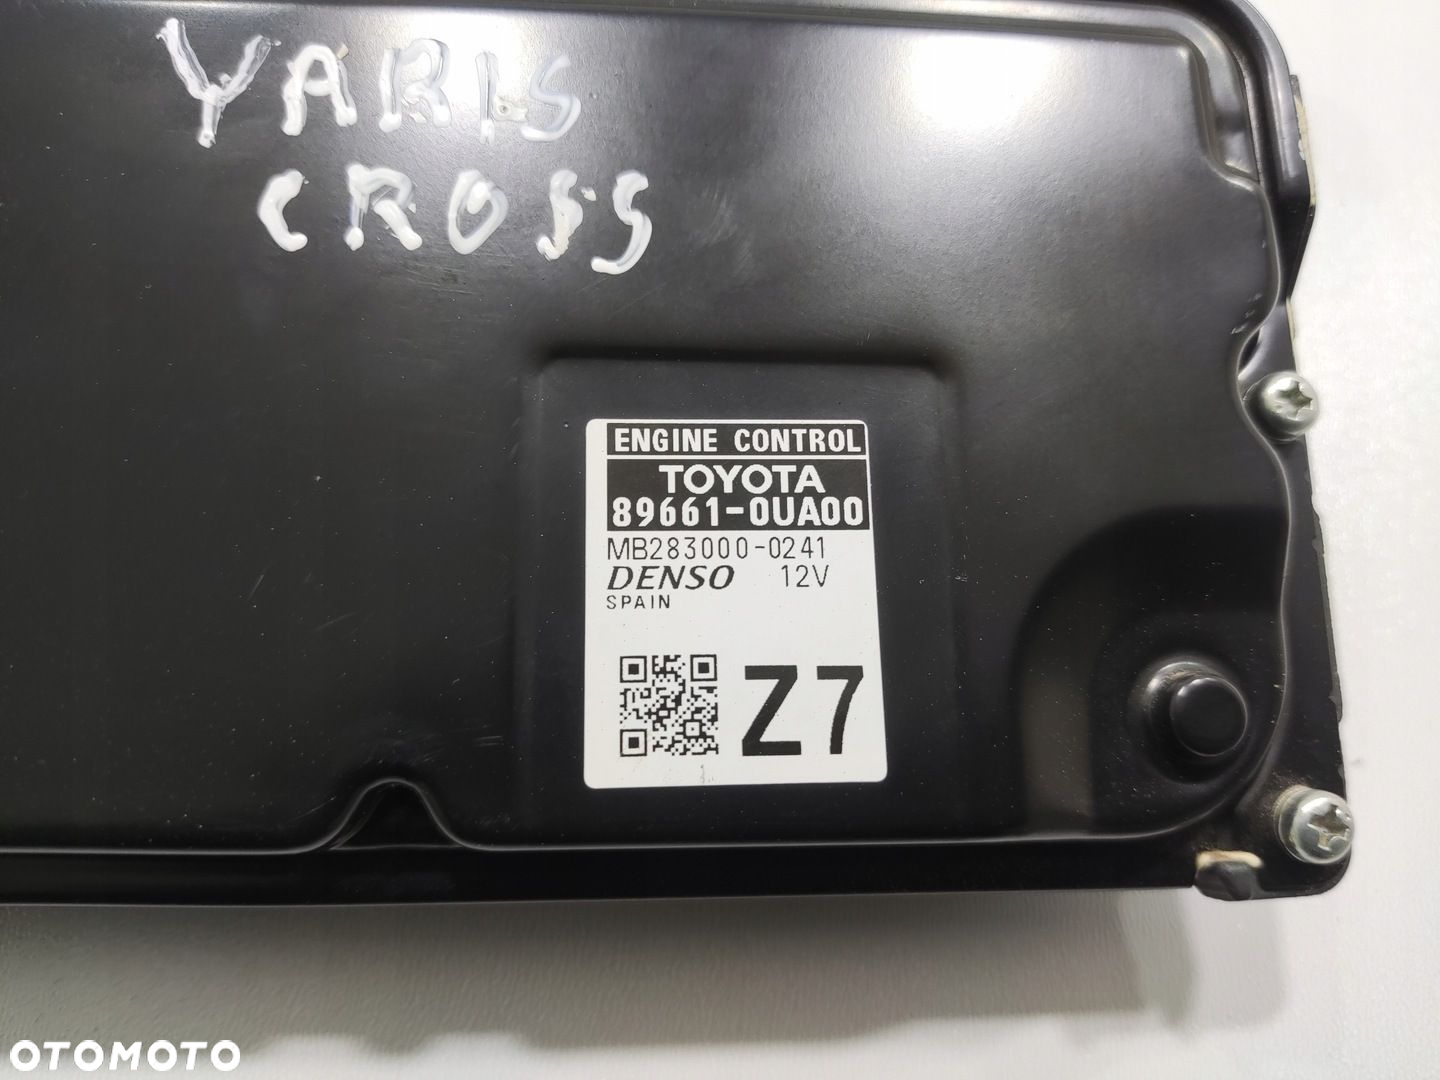 YARIS
CROSS
ENGINE CONTROL
TOYOTA
89661-0UA00
MB283000-0241
DENSO 12V
SPAIN
Z7
OTOMOTO